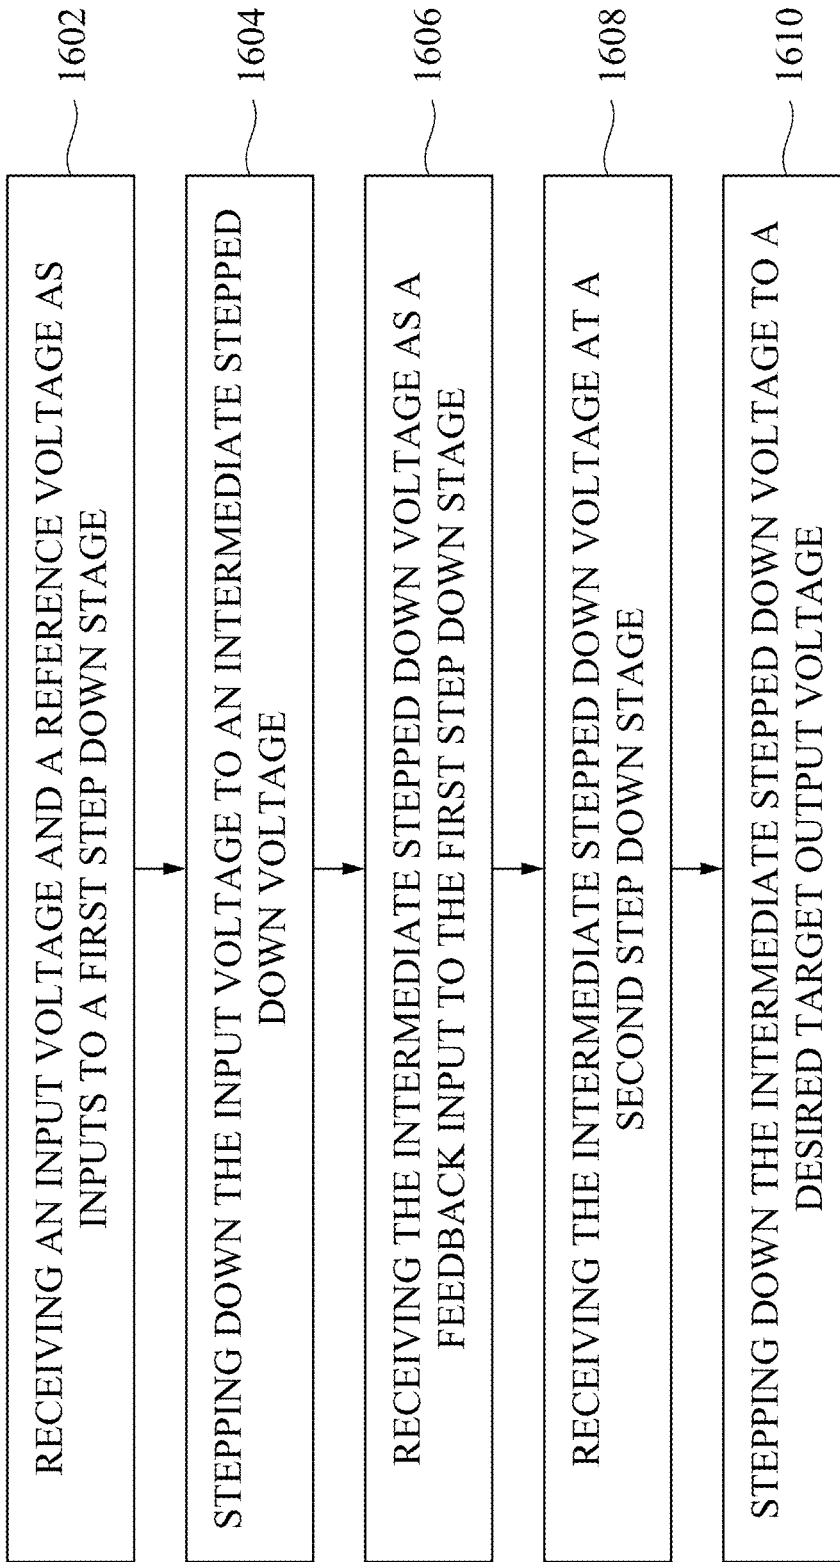 RECEIVING AN INPUT VOLTAGE AND A REFERENCE VOLTAGE AS
INPUTS TO A FIRST STEP DOWN STAGE
1602
STEPPING DOWN THE INPUT VOLTAGE TO AN INTERMEDIATE STEPPED
DOWN VOLTAGE
1604
RECEIVING THE INTERMEDIATE STEPPED DOWN VOLTAGE AS A
FEEDBACK INPUT TO THE FIRST STEP DOWN STAGE
1606
RECEIVING THE INTERMEDIATE STEPPED DOWN VOLTAGE AT A
SECOND STEP DOWN STAGE
1608
STEPPING DOWN THE INTERMEDIATE STEPPED DOWN VOLTAGE TO A
DESIRED TARGET OUTPUT VOLTAGE
1610